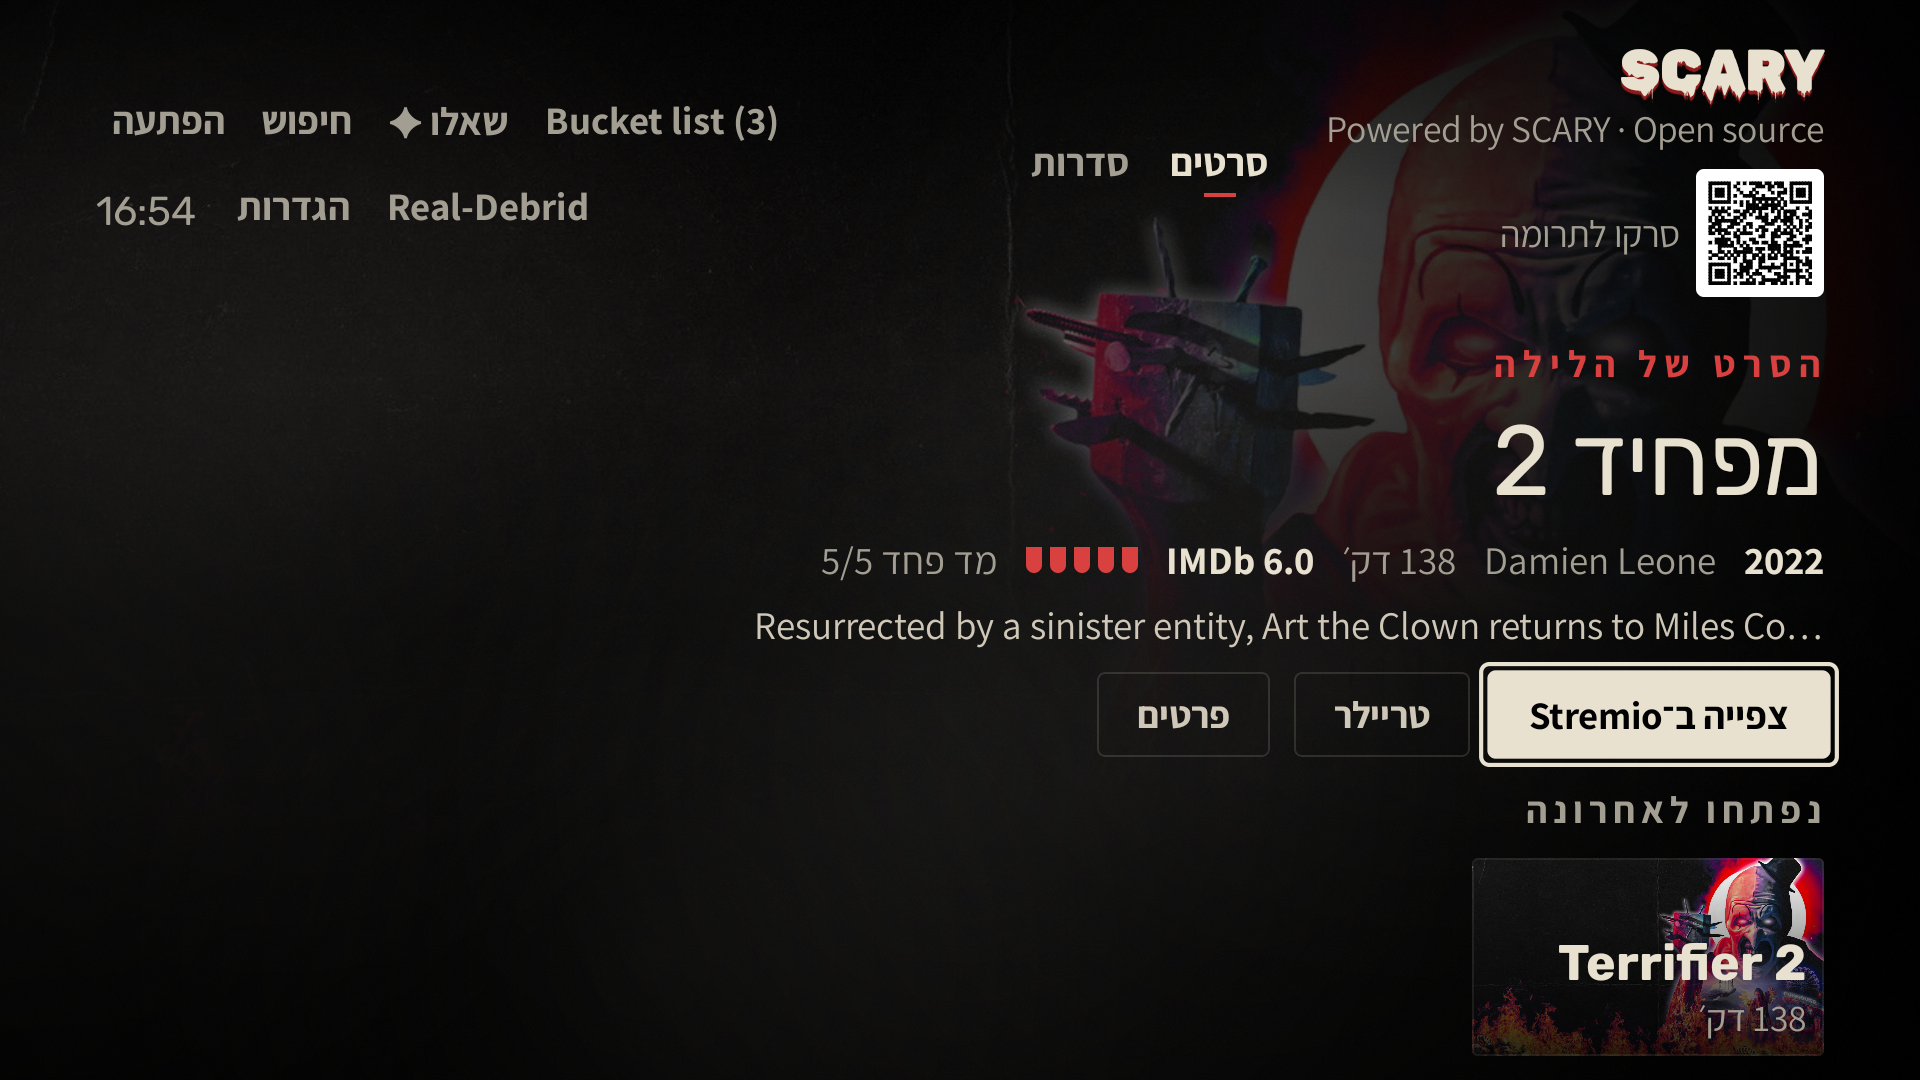 SCARY
Powered by SCARY · Open source
סרקו לתרומה
סרטים
סדרות
Bucket list (3)
שאלו ✦
חיפוש
הפתעה
Real-Debrid
הגדרות
16:54
הסרט של הלילה
מפחיד 2
2022 Damien Leone 138 דק׳ IMDb 6.0 מד פחד 5/5
Resurrected by a sinister entity, Art the Clown returns to Miles Co…
צפייה ב־Stremio
טריילר
פרטים
נפתחו לאחרונה
Terrifier 2
138 דק׳